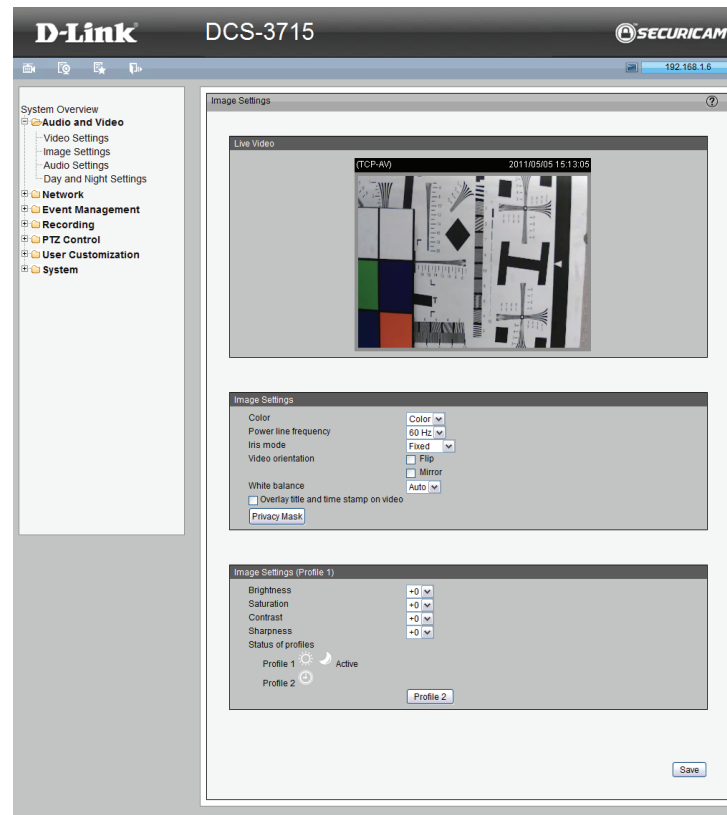 D-Link
DCS-3715
SECURICAM
192.168.1.6
System Overview
Audio and Video
Video Settings
Image Settings
Audio Settings
Day and Night Settings
Network
Event Management
Recording
PTZ Control
User Customization
System
Image Settings
?
Live Video
(TCP-AV) 2011/05/05 15:13:05
Image Settings
Color Color
Power line frequency 60 Hz
Iris mode Fixed
Video orientation Flip
Mirror
White balance Auto
Overlay title and time stamp on video
Privacy Mask
Image Settings (Profile 1)
Brightness +0
Saturation +0
Contrast +0
Sharpness +0
Status of profiles
Profile 1 Active
Profile 2
Profile 2
Save